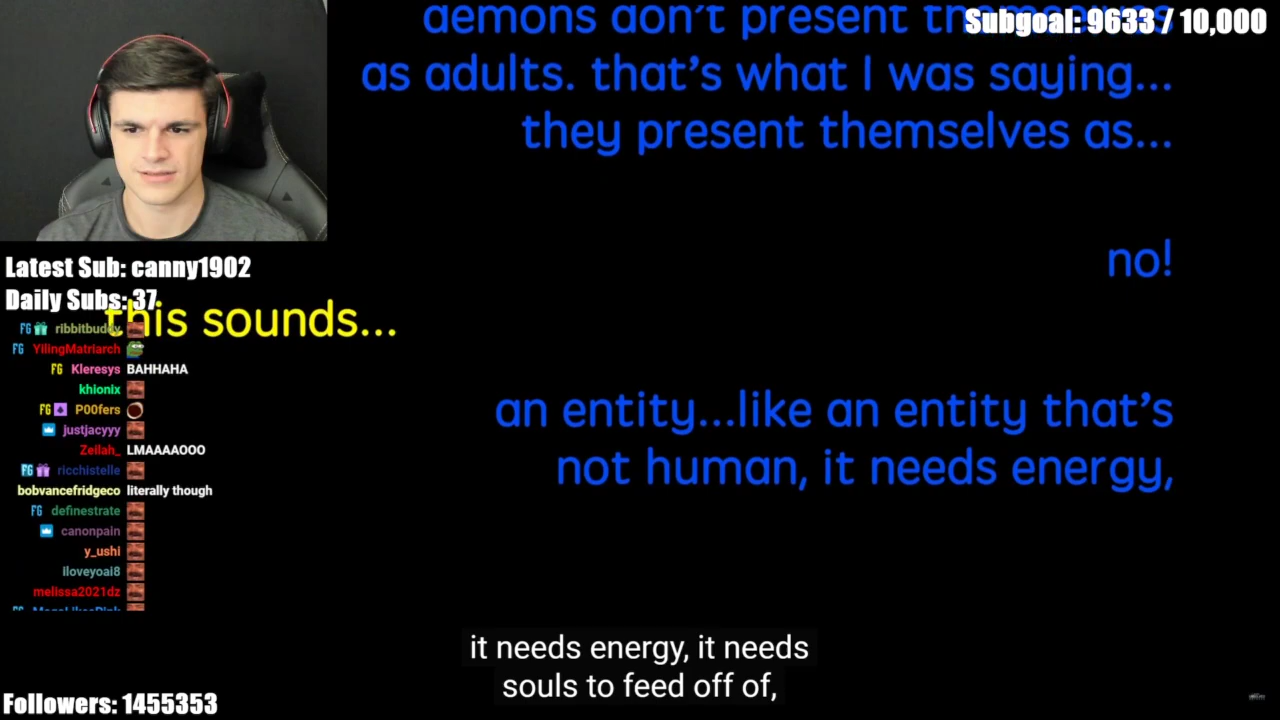 demons don't present themselves
Subgoal: 9633 / 10,000
as adults. that's what I was saying...
they present themselves as...
no!
Latest Sub: canny1902
Daily Subs: 37
this sounds...
ribbitbuddy
YilingMatriarch
Kleresys BAHHAHA
khionix
P00fers
justjacyyy
Zeilah_ LMAAAAOOO
ricchistelle
bobvancefridgeco literally though
definestrate
canonpain
y_ushi
iloveyoai8
melissa2021dz
an entity...like an entity that's
not human, it needs energy,
it needs energy, it needs
souls to feed off of,
Followers: 1455353